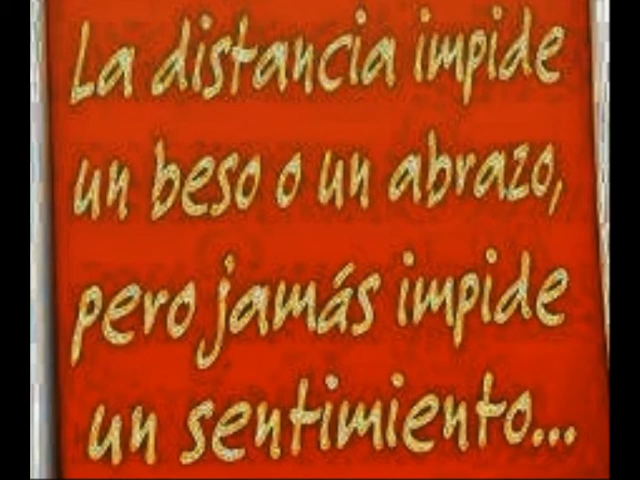 La distancia impide
un beso o un abrazo,
pero jamás impide
un sentimiento...